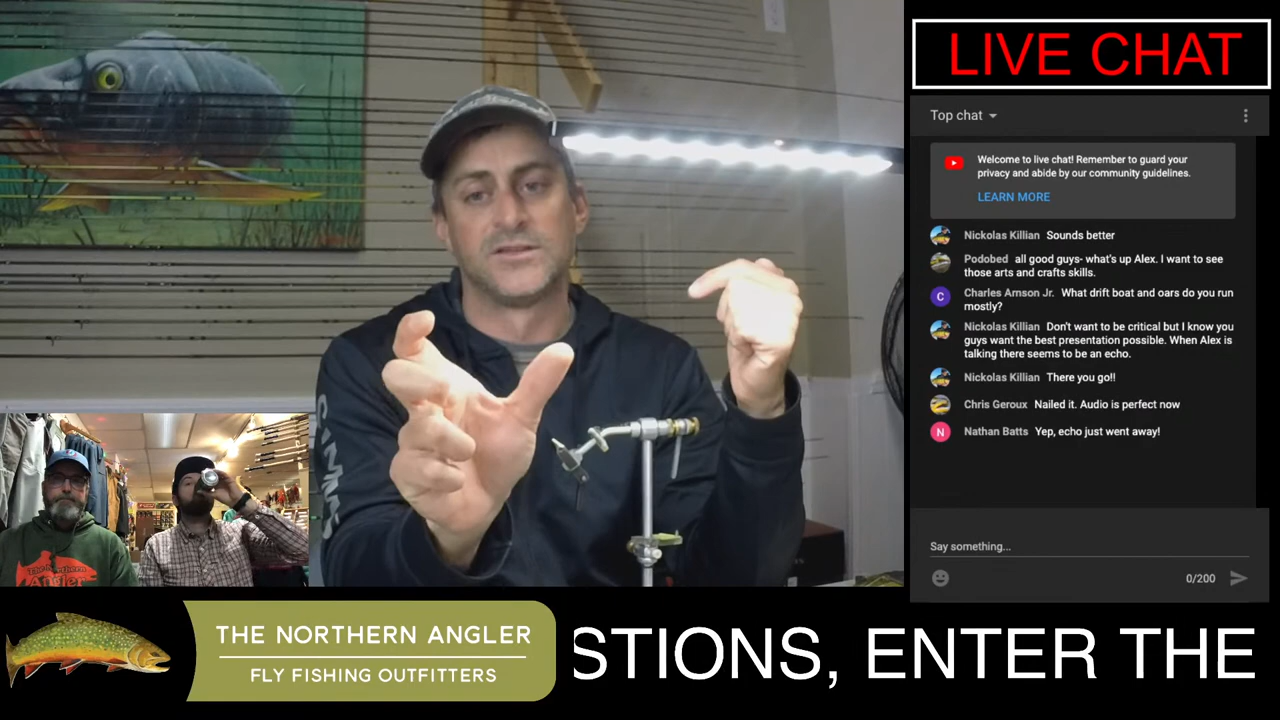 LIVE CHAT
Top chat
Welcome to live chat! Remember to guard your
privacy and abide by our community guidelines.
LEARN MORE
Nickolas Killian Sounds better
Podobed all good guys- what's up Alex. I want to see
those arts and crafts skills.
C
Charles Arnson Jr. What drift boat and oars do you run
mostly?
Nickolas Killian Don't want to be critical but I know you
guys want the best presentation possible. When Alex is
talking there seems to be an echo.
Nickolas Killian There you go!!
Chris Geroux Nailed it. Audio is perfect now
N
Nathan Batts Yep, echo just went away!
Say something...
0/200
SIMMS
The Northern
Angler
THE NORTHERN ANGLER
FLY FISHING OUTFITTERS
STIONS, ENTER THE